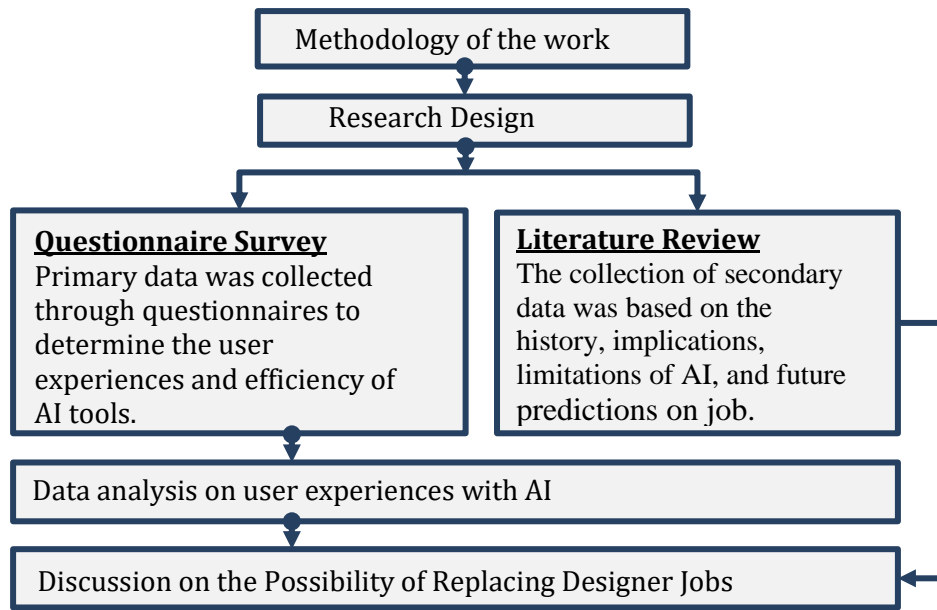 Methodology of the work
Research Design
Questionnaire Survey
Primary data was collected
through questionnaires to
determine the user
experiences and efficiency of
AI tools.
Literature Review
The collection of secondary
data was based on the
history, implications,
limitations of AI, and future
predictions on job.
Data analysis on user experiences with AI
Discussion on the Possibility of Replacing Designer Jobs